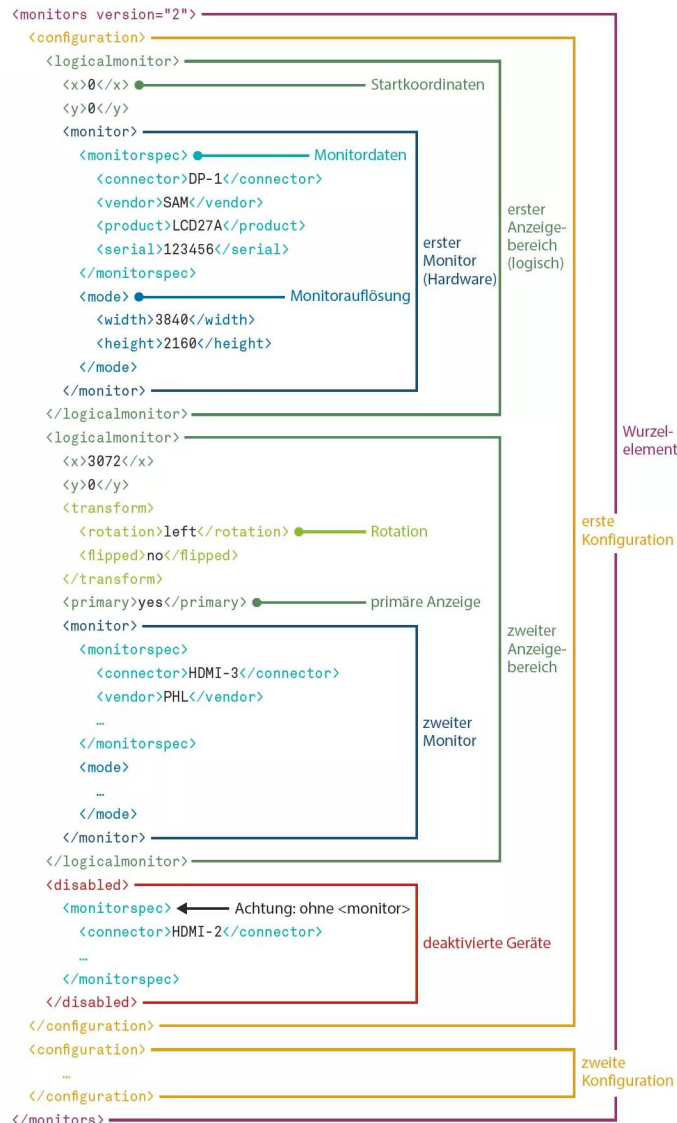 <monitors version="2">
<configuration>
<logicalmonitor>
<x>0</x> Startkoordinaten
<y>0</y>
<monitor>
<monitorspec> Monitordaten
<connector>DP-1</connector>
<vendor>SAM</vendor>
<product>LCD27A</product>
<serial>123456</serial>
</monitorspec>
<mode> Monitorauflösung
<width>3840</width>
<height>2160</height>
</mode>
</monitor>
</logicalmonitor>
erster
Monitor
(Hardware)
erster
Anzeige-
bereich
(logisch)
<logicalmonitor>
<x>3072</x>
<y>0</y>
<transform>
<rotation>left</rotation> Rotation
<flipped>no</flipped>
</transform>
<primary>yes</primary> primäre Anzeige
<monitor>
<monitorspec>
<connector>HDMI-3</connector>
<vendor>PHL</vendor>
…
</monitorspec>
<mode>
…
</mode>
</monitor>
</logicalmonitor>
zweiter
Monitor
zweiter
Anzeige-
bereich
<disabled>
<monitorspec> Achtung: ohne <monitor>
<connector>HDMI-2</connector>
…
</monitorspec>
</disabled>
deaktivierte Geräte
</configuration>
erste
Konfiguration
<configuration>
…
</configuration>
zweite
Konfiguration
</monitors>
Wurzel-
element